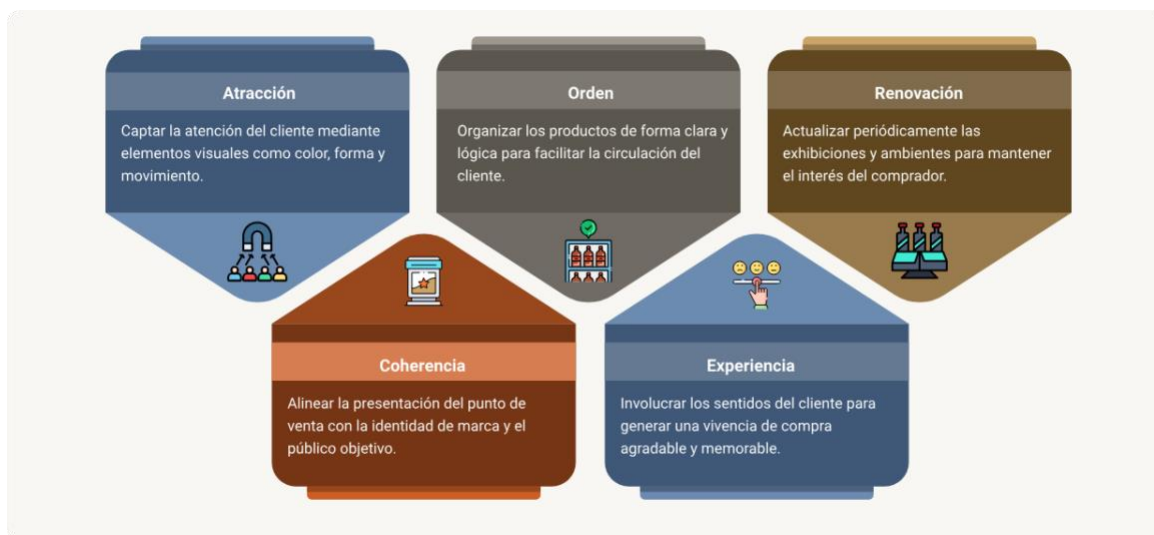 Atracción
Captar la atención del cliente mediante
elementos visuales como color, forma y
movimiento.
Orden
Organizar los productos de forma clara y
lógica para facilitar la circulación del
cliente.
Renovación
Actualizar periódicamente las
exhibiciones y ambientes para mantener
el interés del comprador.
Coherencia
Alinear la presentación del punto de
venta con la identidad de marca y el
público objetivo.
Experiencia
Involucrar los sentidos del cliente para
generar una vivencia de compra
agradable y memorable.